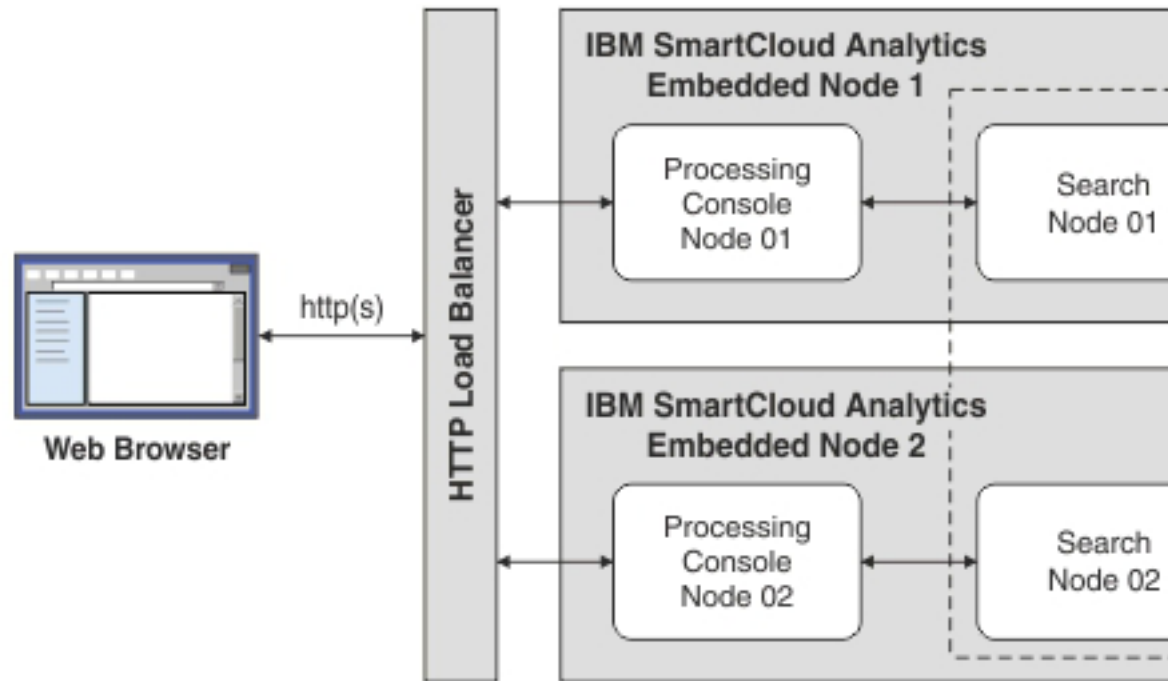 Web Browser
http(s)
HTTP Load Balancer
IBM SmartCloud Analytics
Embedded Node 1
Processing
Console
Node 01
Search
Node 01
IBM SmartCloud Analytics
Embedded Node 2
Processing
Console
Node 02
Search
Node 02